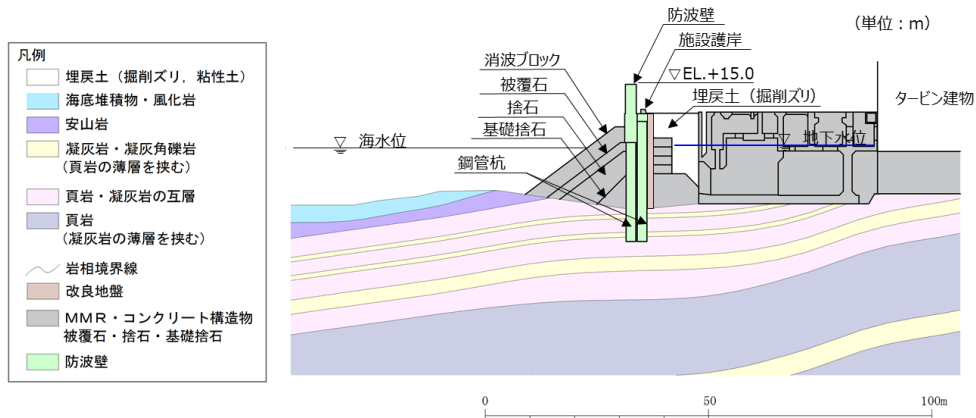 凡例
埋戻土（掘削ズリ，粘性土）
海底堆積物・風化岩
安山岩
凝灰岩・凝灰角礫岩
(頁岩の薄層を挟む)
頁岩・凝灰岩の互層
頁岩
(凝灰岩の薄層を挟む)
岩相境界線
改良地盤
ＭＭＲ・コンクリート構造物
被覆石・捨石・基礎捨石
防波壁
防波壁
（単位：m）
施設護岸
消波ブロック
▽EL.+15.0
被覆石
埋戻土（掘削ズリ）
タービン建物
捨石
基礎捨石
▽ 海水位
▽ 地下水位
鋼管杭
0
50
100m